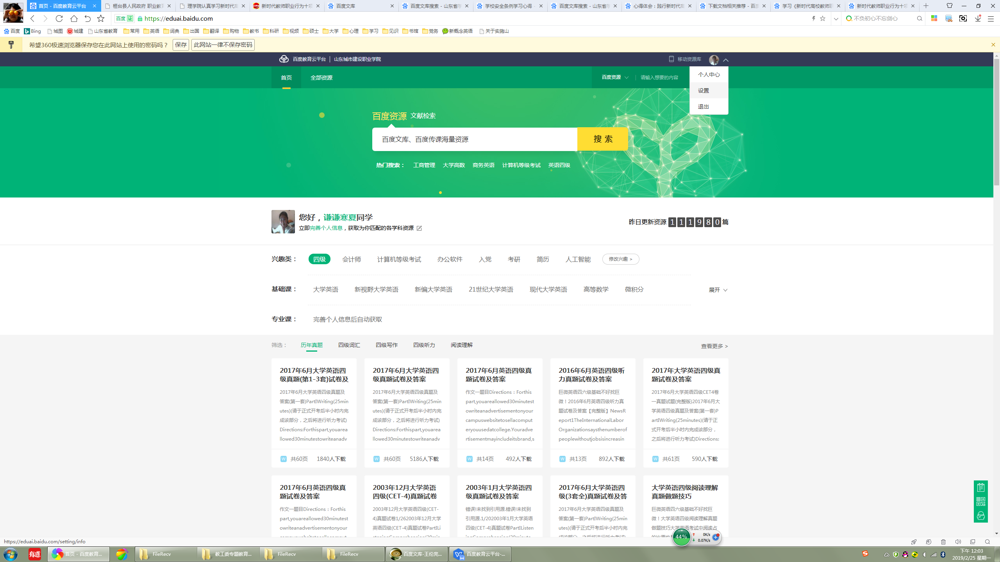 首页 - 百度教育云平台
桓台县人民政府 职业教育
理学院认真学习新时代高
新时代教师职业行为十项
百度文库
百度文库搜索 - 山东省学
学校安全条例学习心得 -
百度文库搜索 - 山东省学
心得体会：践行新时代高
下载文档相关推荐 - 百度
学习《新时代高校教师职
新时代教师职业行为十项
百度 证 https://eduai.baidu.com
不负初心不忘剑心
百度 Bing 城图 城建 山东省教育 常用 英语 词典 出国 翻译 购物 教书 科研 视频 硕士 大学 心理 学习 见识 书馆 党务 新概念英语 关于实施山
希望360极速浏览器保存您在此网站上使用的密码吗？ 保存 此网站一律不保存密码
百度教育云平台 山东城市建设职业学院 移动资源库
首页 全部资源 百度资源 请输入想要的内容
个人中心
设置
退出
百度资源 文献检索
百度文库、百度传课海量资源 搜 索
热门搜索： 工商管理 大学高数 商务英语 计算机等级考试 英语四级
您好，谦谦寒夏同学
立即完善个人信息，获取为你匹配的各学科资源
昨日更新资源 1 1 1 9 8 0 篇
兴趣类： 四级 会计师 计算机等级考试 办公软件 入党 考研 简历 人工智能 修改兴趣 >
基础课： 大学英语 新视野大学英语 新编大学英语 21世纪大学英语 现代大学英语 高等数学 微积分 展开
专业课： 完善个人信息后自动获取
筛选： 历年真题 四级词汇 四级写作 四级听力 阅读理解 查看更多 >
2017年6月大学英语四
级真题(第1-3套)试卷及
2017年6月大学英语四级真题及
答案(第一套)PartIWriting(25min
utes)(请于正式开考后半小时内完
成该部分，之后将进行听力考试)
Directions:Forthispart,youarea
llowed30minutestowriteanadv
共60页 1840人下载
2017年6月大学英语四
级真题试卷及答案
2017年6月大学英语四级真题及
答案(第一套)PartIWriting(25min
utes)(请于正式开考后半小时内完
成该部分，之后将进行听力考试)
Directions:Forthispart,youarea
llowed30minutestowriteanadv
共60页 5186人下载
2017年6月英语四级真
题试卷及答案
作文一题目Directions：Forthis
part,youareallowed30minutest
owriteanadvertisementonyour
campuswebsitetosellacomput
eryouusedatcollege.Youradve
rtisementmayincludeitsbrand,s
共14页 492人下载
2016年6月英语四级听
力真题试卷及答案
巨微英语四六级基础不好找巨
微！2016年6月英语四级听力真
题试卷及答案【完整版】NewsR
eport1TheInternationalLabor
Organizationsaysthenumberof
peoplewithoutjobsisincreasin
共13页 892人下载
2017年大学英语四级真
题试卷及答案
2017年6月大学英语四级CET4卷
一真题试题(完整版)2017年6月大
学英语四级真题及答案(第一套)P
artIWriting(25minutes)(请于正
式开考后半小时内完成该部分，
之后将进行听力考试)Directions:
共61页 590人下载
2017年6月英语四级真
题试卷及答案
作文一题目Directions：Forthis
part,youareallowed30minutest
owriteanadvertisementonyour
2003年12月大学英语
四级(CET-4)真题试卷
2003年12月大学英语四级(CET-
4)真题试卷1/262003年12月大学
英语四级(CET-4)真题试卷PartILi
2003年1月大学英语四
级真题试卷及答案
错误!未找到引用源.错误!未找到
引用源.1/202003年1月大学英语
四级(CET-4)真题试卷PartIListen
2017年6月大学英语四
级(3套全)真题试卷及答
2017年6月大学英语四级真题及
答案(第一套)PartIWriting(25min
utes)(请于正式开考后半小时内完
大学英语四级阅读理解
真题做题技巧
巨微英语四六级基础不好找巨
微！大学英语四级阅读理解真题
做题技巧大学英语考试中阅读占
44% 0K/s
0.07K/s
https://eduai.baidu.com/setting/info
有道 首页 - 百度教育... FileRecv 教工委专题教育... FileRecv FileRecv 百度文库-王伦亮... 百度教育云平台-...
下午 12:03
2019/2/25 星期一